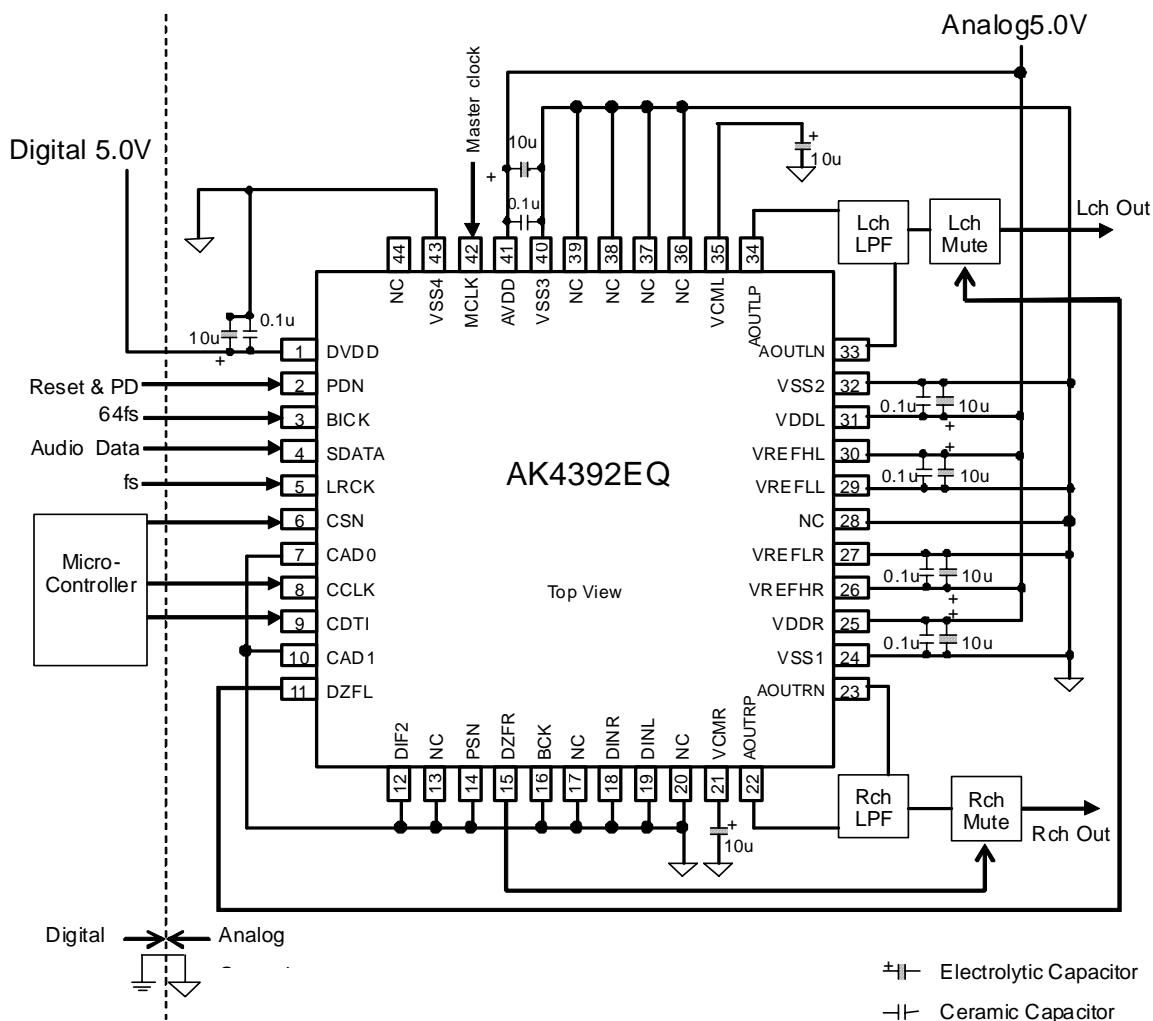 Analog5.0V
Master clock
Digital 5.0V
10u
+
0.1u
+
10u
Lch Out
Lch
LPF
Lch
Mute
44
43
42
41
40
39
38
37
36
35
34
NC
VSS4
MCLK
AVDD
VSS3
NC
NC
NC
NC
VCML
AOUTLP
10u
0.1u
+
1 DVDD
Reset & PD
2 PDN
64fs
3 BICK
Audio Data
4 SDATA
fs
5 LRCK
6 CSN
7 CAD0
8 CCLK
9 CDTI
10 CAD1
11 DZFL
Micro-
Controller
AK4392EQ
Top View
AOUTLN 33
VSS2 32
0.1u
10u
+
VDDL 31
VREFHL 30
+
0.1u
10u
VREFLL 29
NC 28
VREFLR 27
0.1u
10u
+
VREFHR 26
VDDR 25
+
0.1u
10u
VSS1 24
AOUTRN 23
DIF2
NC
PSN
DZFR
BCK
NC
DINR
DINL
NC
VCMR
AOUTRP
12
13
14
15
16
17
18
19
20
21
22
+
10u
Rch
LPF
Rch
Mute
Rch Out
Digital
Analog
+ Electrolytic Capacitor
Ceramic Capacitor